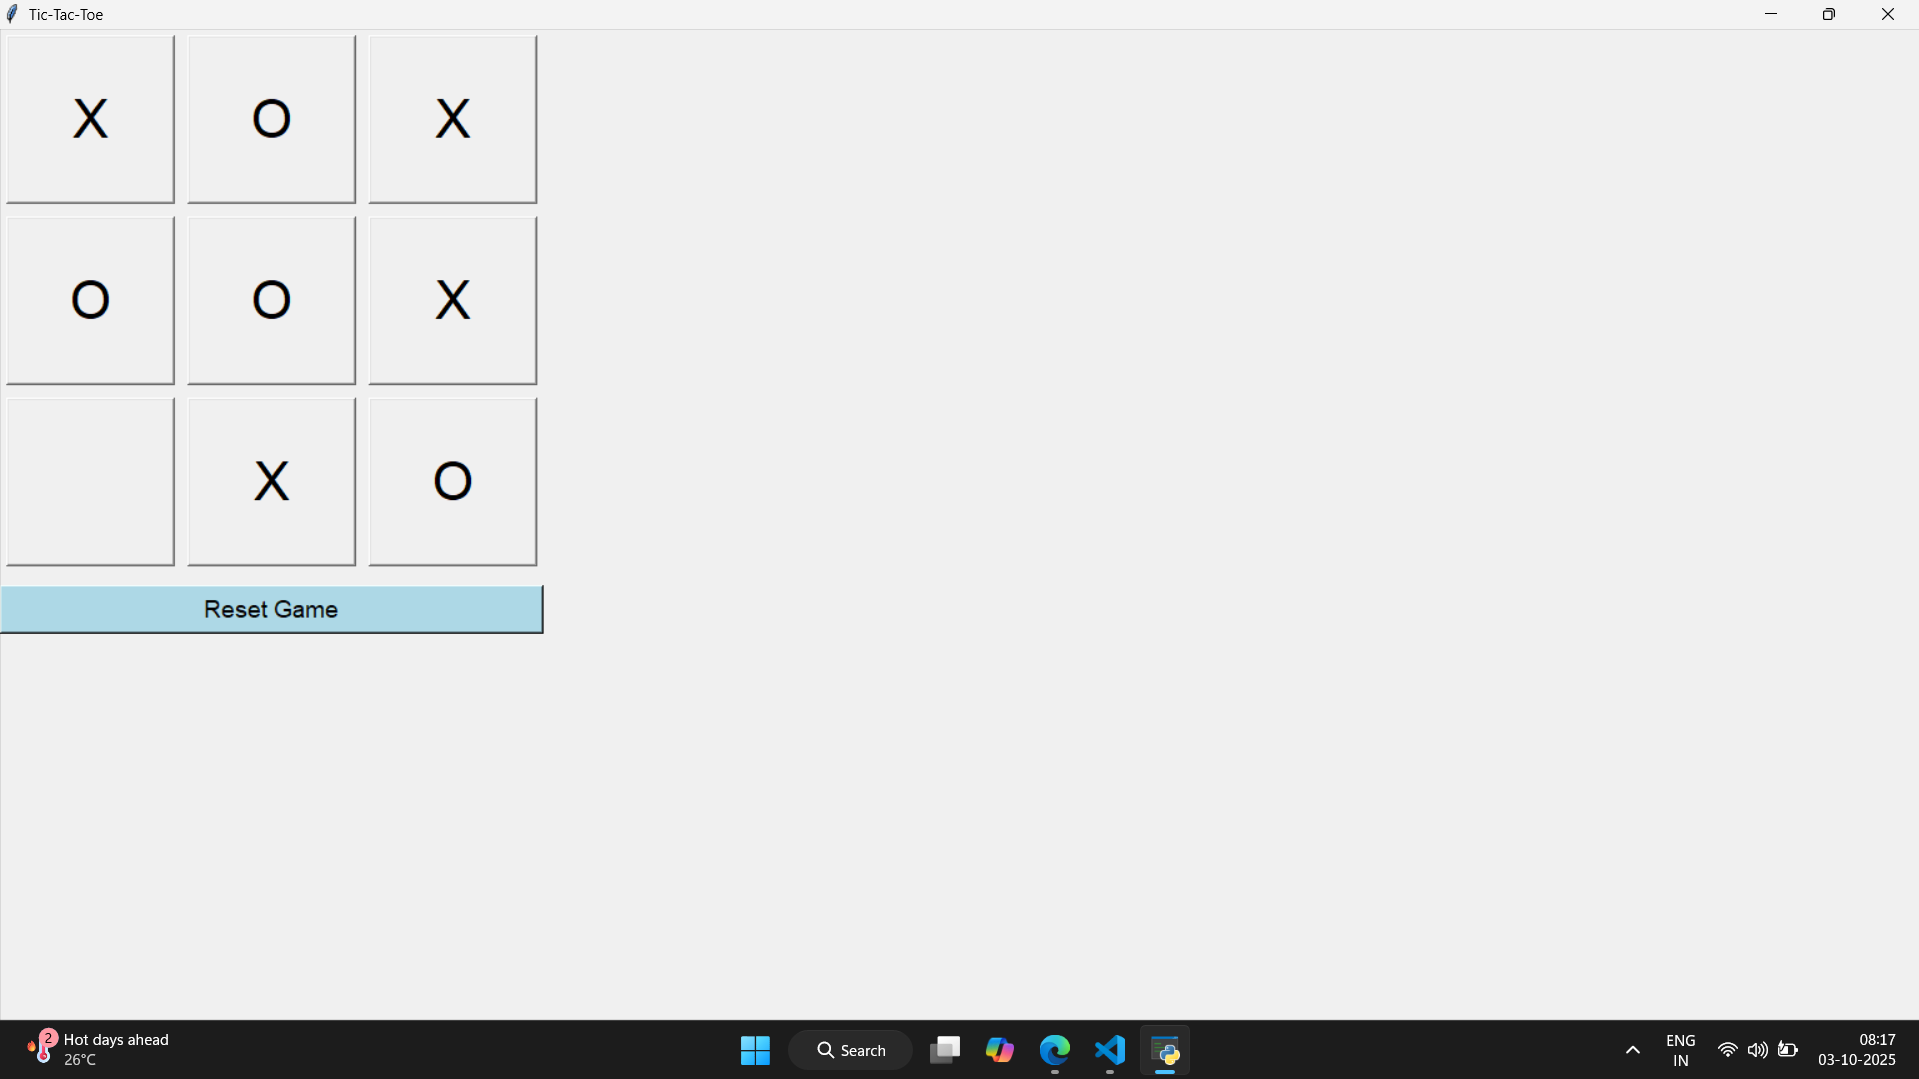 Tic-Tac-Toe
X O X
O O X
X O
Reset Game
2
Hot days ahead
26°C
Search
ENG
IN
08:17
03-10-2025